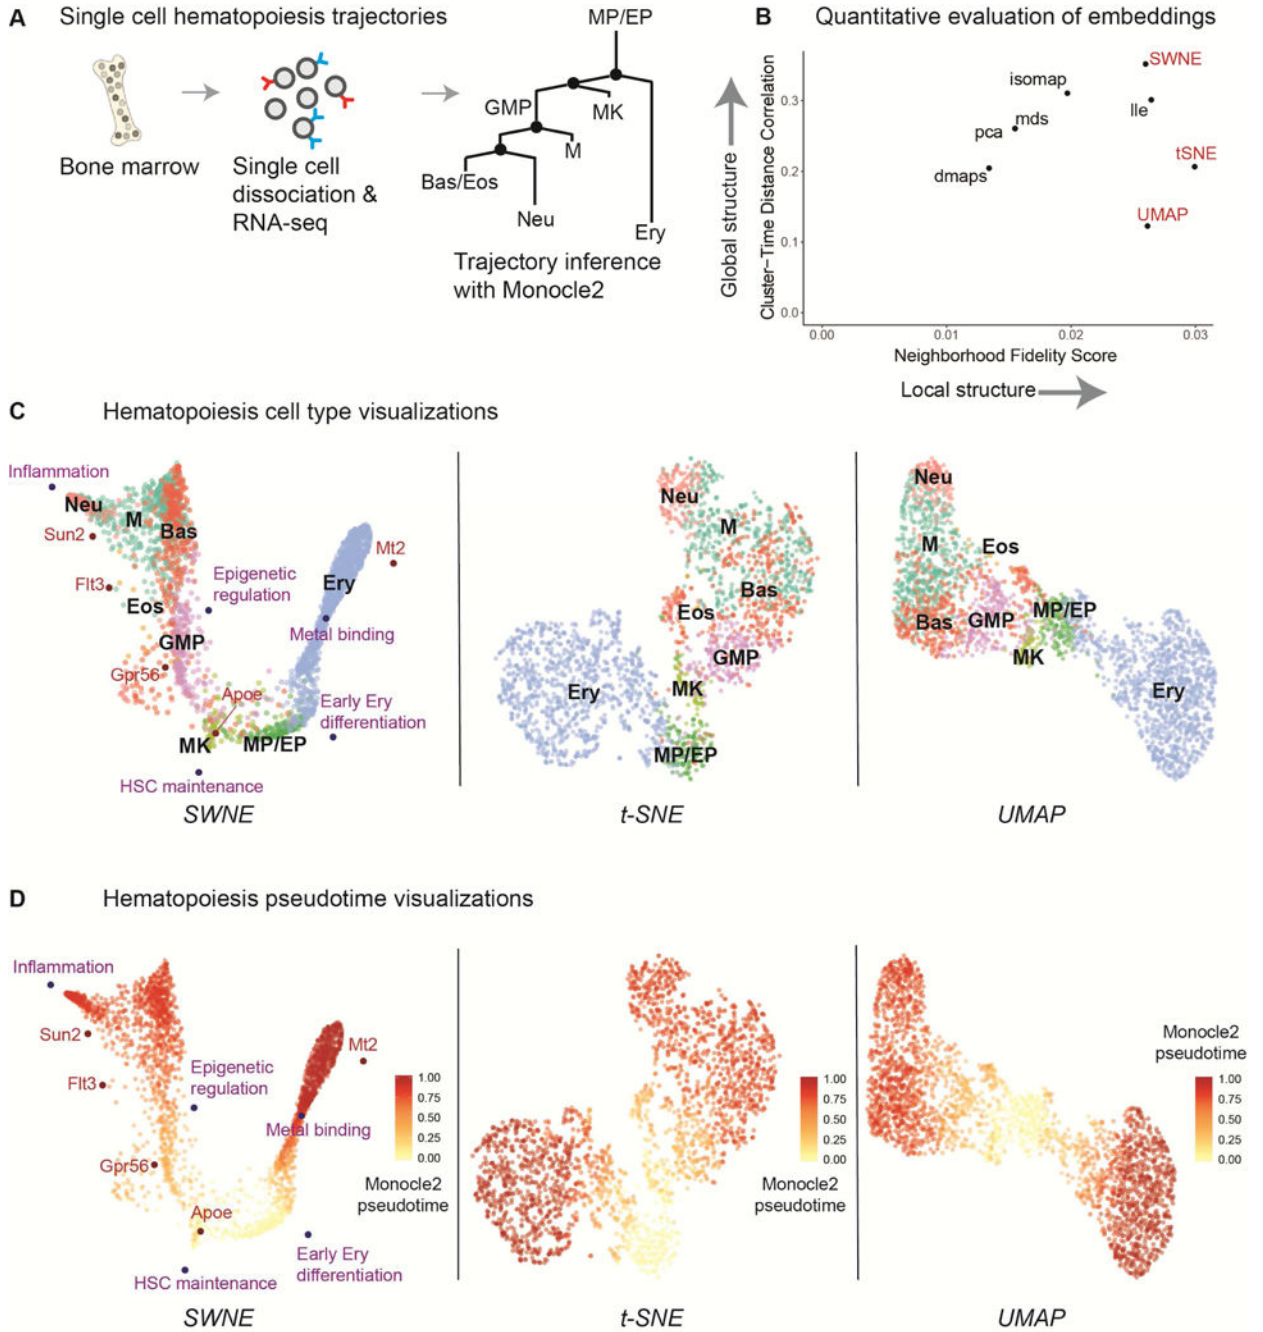 A Single cell hematopoiesis trajectories
Bone marrow
Single cell
dissociation &
RNA-seq
MP/EP
GMP
MK
M
Bas/Eos
Neu
Ery
Trajectory inference
with Monocle2
B Quantitative evaluation of embeddings
Global structure
Cluster−Time Distance Correlation
0.3
0.2
0.1
0.0
SWNE
isomap
lle
mds
pca
tSNE
dmaps
UMAP
0.00 0.01 0.02 0.03
Neighborhood Fidelity Score
Local structure
C Hematopoiesis cell type visualizations
Inflammation
Neu
M
Bas
Sun2
Flt3
Eos
Epigenetic
regulation
GMP
Gpr56
Apoe
MK
MP/EP
HSC maintenance
Ery
Mt2
Metal binding
Early Ery
differentiation
SWNE
Neu
M
Bas
Eos
GMP
Ery
MK
MP/EP
t-SNE
Neu
M
Eos
Bas
GMP
MP/EP
MK
Ery
UMAP
D Hematopoiesis pseudotime visualizations
Inflammation
Sun2
Flt3
Epigenetic
regulation
Mt2
Metal binding
Gpr56
Apoe
HSC maintenance
Early Ery
differentiation
1.00
0.75
0.50
0.25
0.00
Monocle2
pseudotime
SWNE
1.00
0.75
0.50
0.25
0.00
Monocle2
pseudotime
t-SNE
Monocle2
pseudotime
1.00
0.75
0.50
0.25
0.00
UMAP